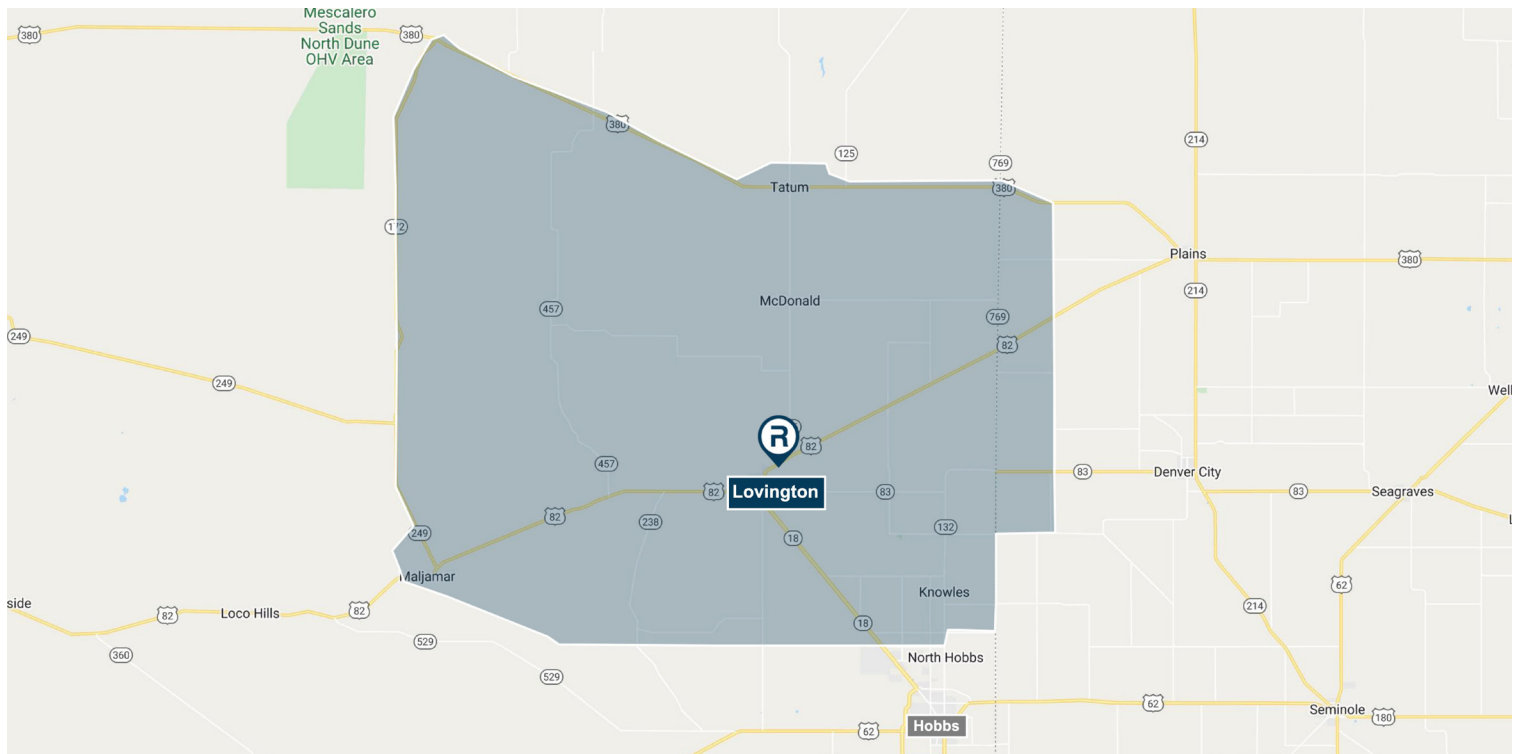 Mescalero
Sands
North Dune
OHV Area
380
380
380
125
769
214
Tatum
380
172
Plains
380
214
McDonald
457
769
249
82
249
R
82
Lovington
457
82
83
83
Denver City
83
Seagraves
249
82
238
18
132
Maljamar
Knowles
62
side
82
Loco Hills
82
18
214
529
360
North Hobbs
529
62
Seminole
180
62
Hobbs